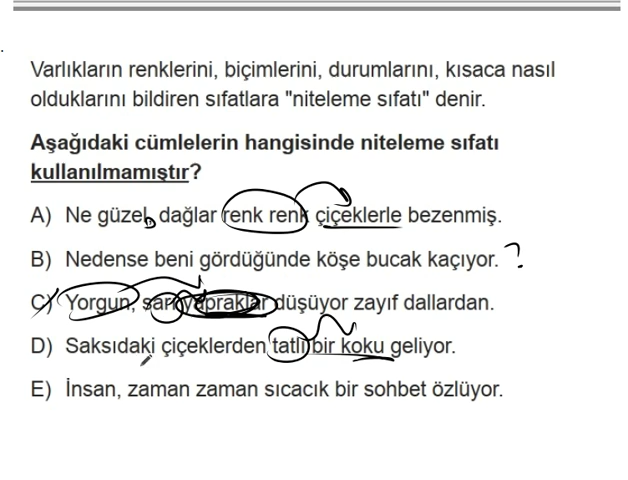 Varlıkların renklerini, biçimlerini, durumlarını, kısaca nasıl
olduklarını bildiren sıfatlara "niteleme sıfatı" denir.
Aşağıdaki cümlelerin hangisinde niteleme sıfatı
kullanılmamıştır?
A) Ne güzel, dağlar renk renk çiçeklerle bezenmiş.
B) Nedense beni gördüğünde köşe bucak kaçıyor. ?
C) Yorgun, sarı yapraklar düşüyor zayıf dallardan.
D) Saksıdaki çiçeklerden tatlı bir koku geliyor.
E) İnsan, zaman zaman sıcacık bir sohbet özlüyor.